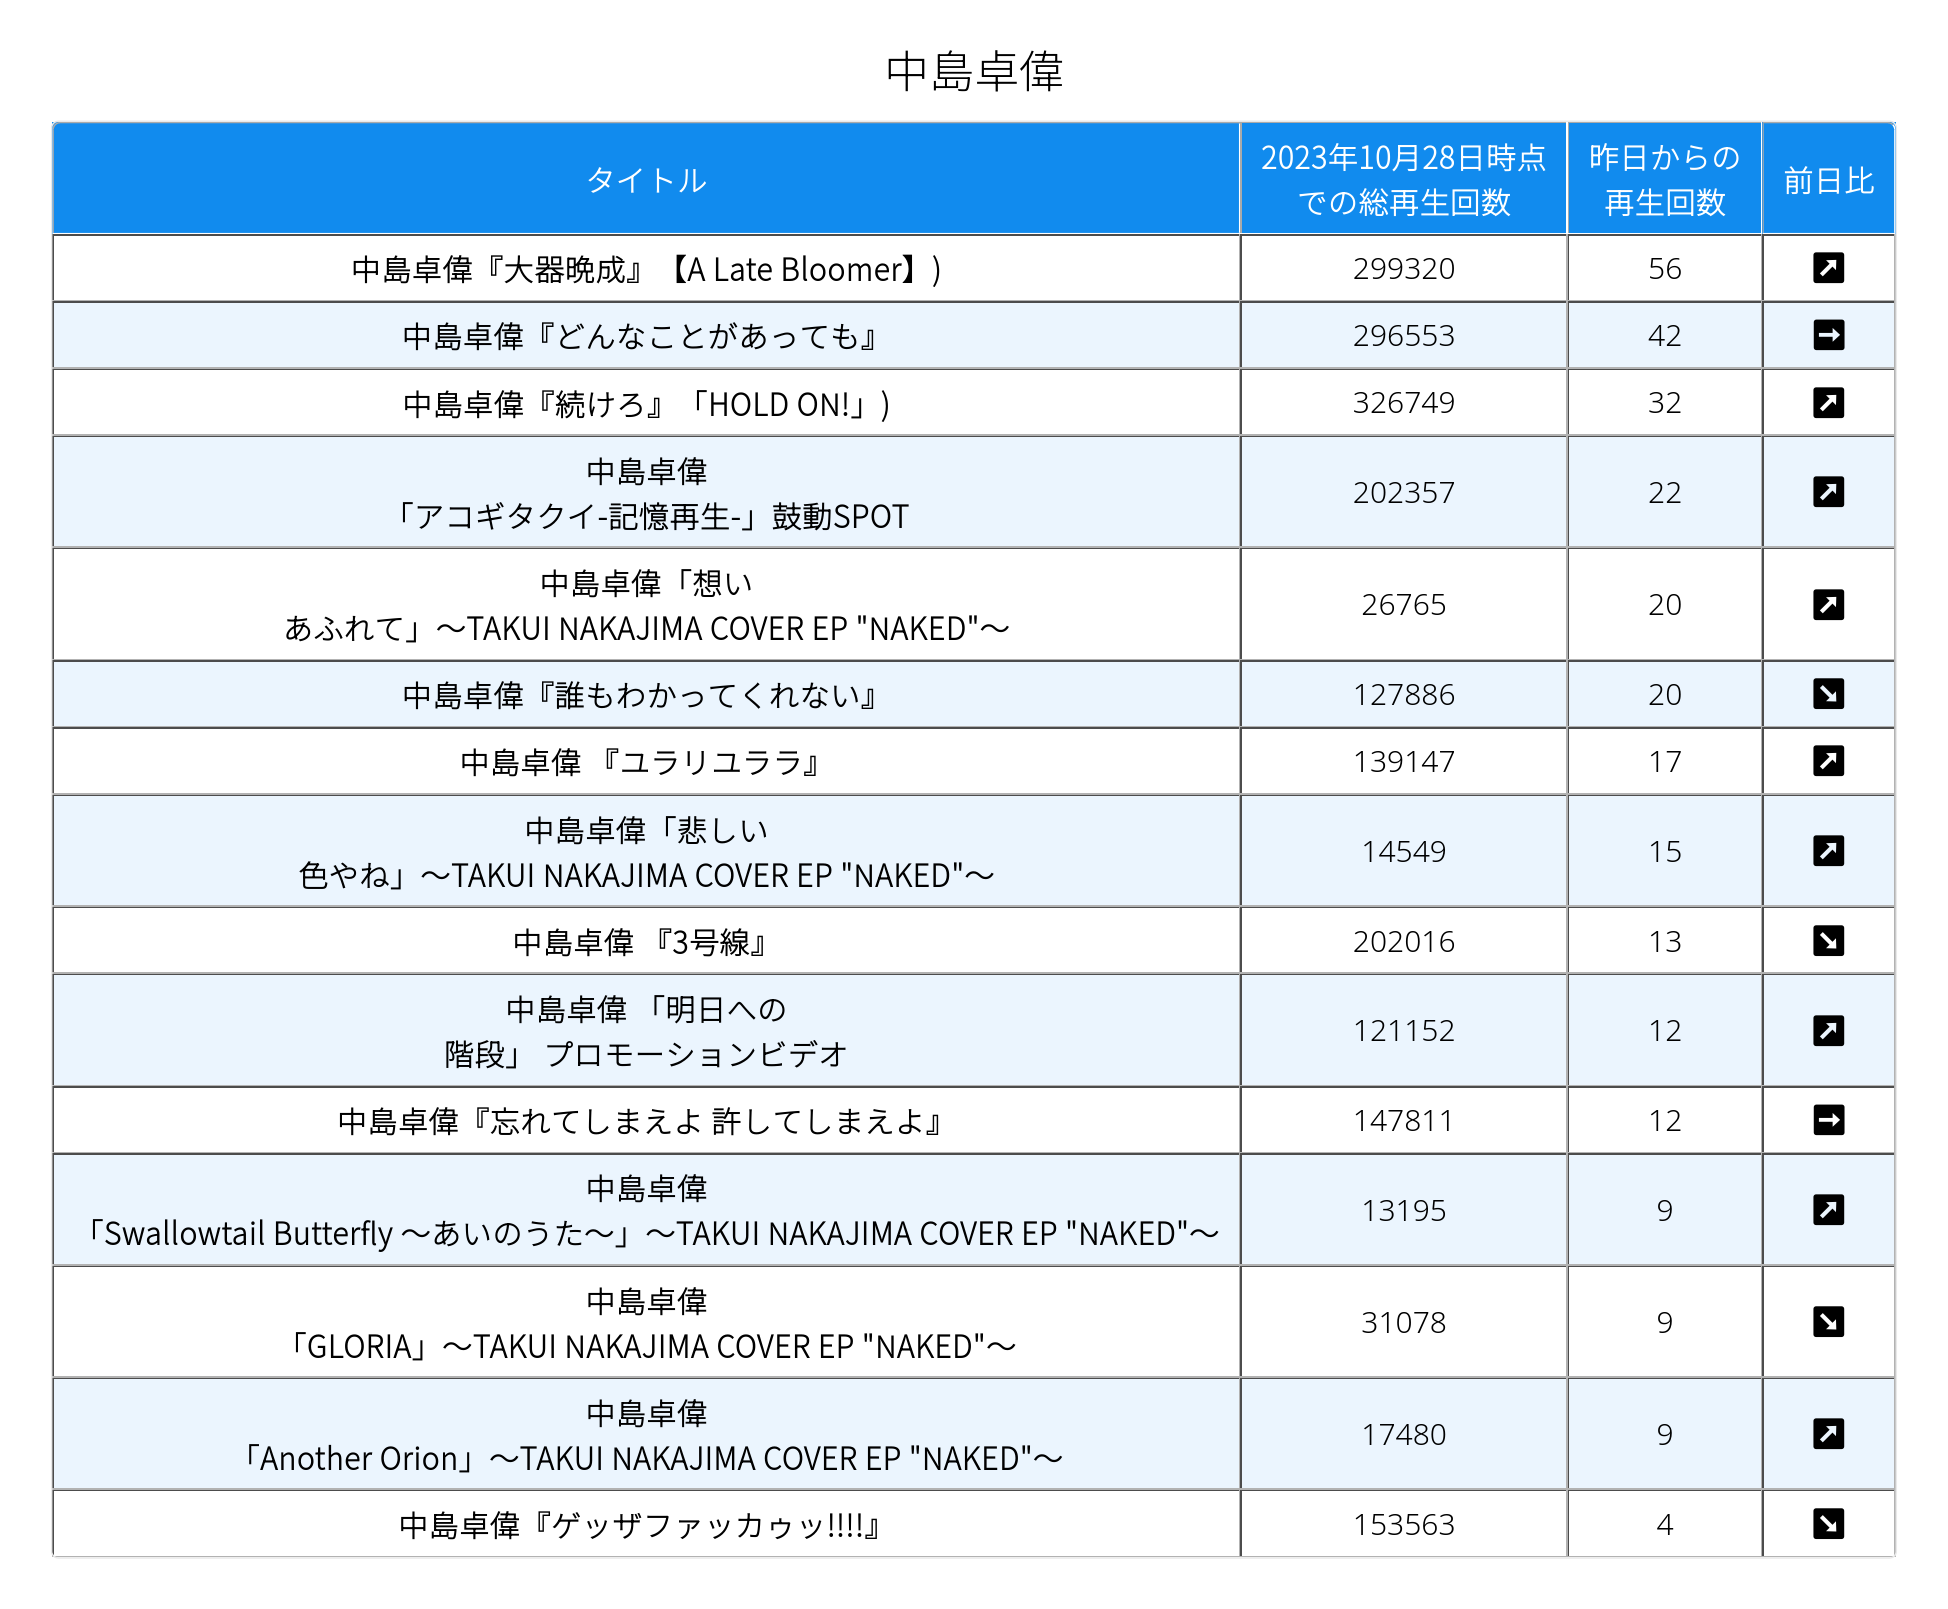 中島卓偉
タイトル
2023年10月28日時点
での総再生回数
昨日からの
再生回数
前日比
中島卓偉『大器晩成』【A Late Bloomer】)
299320
56
中島卓偉『どんなことがあっても』
296553
42
中島卓偉『続けろ』「HOLD ON!」)
326749
32
中島卓偉
「アコギタクイ-記憶再生-」鼓動SPOT
202357
22
中島卓偉「想い
あふれて」〜TAKUI NAKAJIMA COVER EP "NAKED"〜
26765
20
中島卓偉『誰もわかってくれない』
127886
20
中島卓偉 『ユラリユララ』
139147
17
中島卓偉「悲しい
色やね」〜TAKUI NAKAJIMA COVER EP "NAKED"〜
14549
15
中島卓偉 『3号線』
202016
13
中島卓偉 「明日への
階段」 プロモーションビデオ
121152
12
中島卓偉『忘れてしまえよ 許してしまえよ』
147811
12
中島卓偉
「Swallowtail Butterfly 〜あいのうた〜」〜TAKUI NAKAJIMA COVER EP "NAKED"〜
13195
9
中島卓偉
「GLORIA」〜TAKUI NAKAJIMA COVER EP "NAKED"〜
31078
9
中島卓偉
「Another Orion」〜TAKUI NAKAJIMA COVER EP "NAKED"〜
17480
9
中島卓偉『ゲッザファッカゥッ!!!!』
153563
4